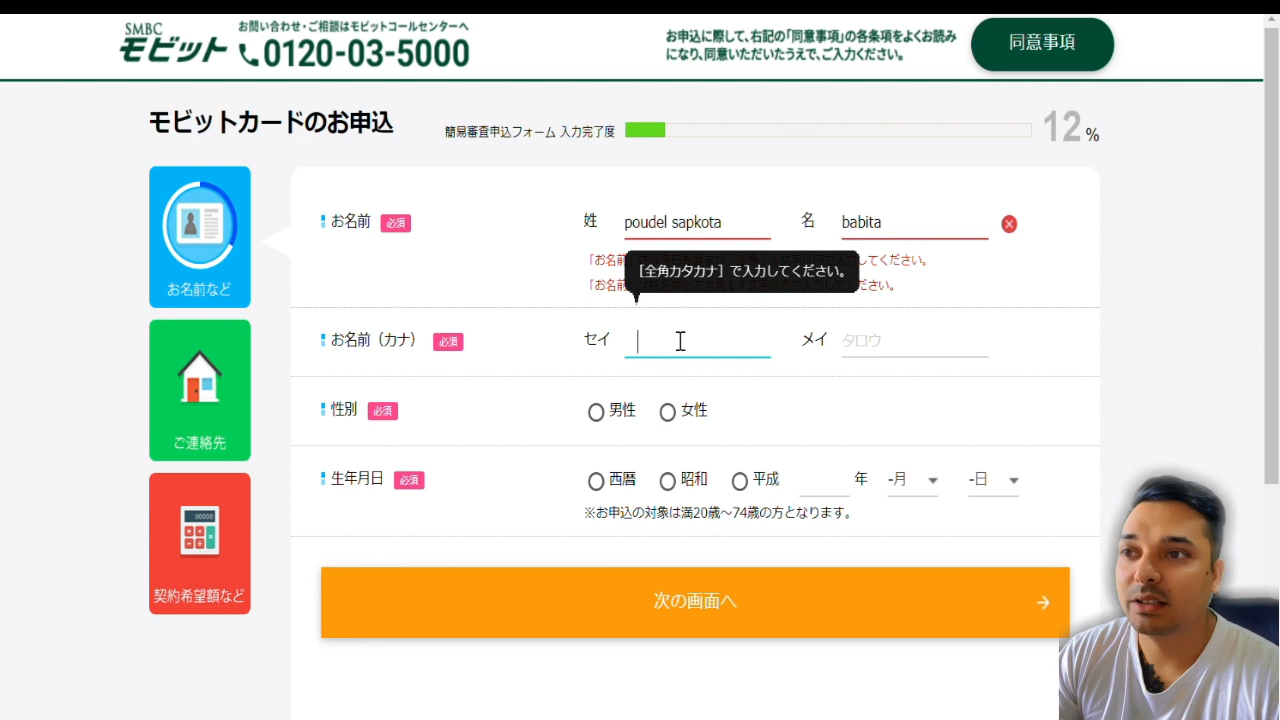 SMBC
モビット
お問い合わせ・ご相談はモビットコールセンターへ
0120-03-5000
お申込に際して、右記の「同意事項」の各条項をよくお読み
になり、同意いただいたうえで、ご入力ください。
同意事項
モビットカードのお申込
簡易審査申込フォーム 入力完了度
12 %
お名前など
お名前 必須 姓 poudel sapkota 名 babita
「お名前
してください。
[全角カタカナ] で入力してください。
「お名前
ださい。
お名前（カナ） 必須 セイ メイ タロウ
性別 必須 男性 女性
ご連絡先
生年月日 必須 西暦 昭和 平成 年 -月 -日
※お申込の対象は満20歳～74歳の方となります。
00000
契約希望額など
次の画面へ